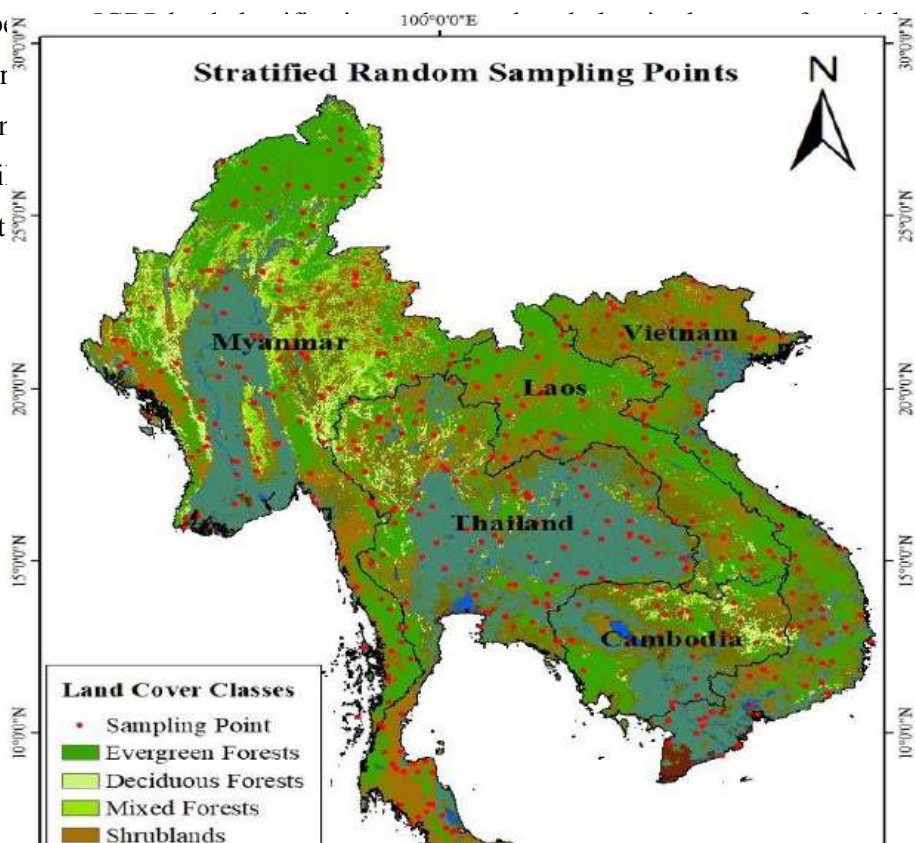 100°0'0"E
Stratified Random Sampling Points
N
30°0'0"N
30°0'0"N
25°0'0"N
25°0'0"N
Myanmar
Vietnam
Laos
20°0'0"N
20°0'0"N
Thailand
15°0'0"N
15°0'0"N
Cambodia
Land Cover Classes
Sampling Point
10°0'0"N
10°0'0"N
Evergreen Forests
Deciduous Forests
Mixed Forests
Shrublands